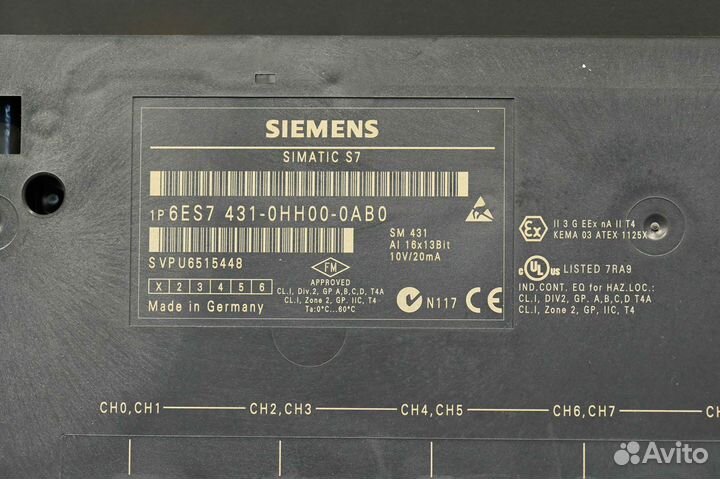 SIEMENS
SIMATIC S7
1P 6ES7 431-0HH00-0AB0
SVPU6515448
X 2 3 4 5 6
Made in Germany
FM
APPROVED
CL.I, Div.2, GP. A,B,C,D, T4A
CL.I, Zone 2, GP. IIC, T4
Ta:0°C...60°C
SM 431
AI 16x13Bit
10V/20mA
N117 CE
Ex
II 3 G EEx nA II T4
KEMA 03 ATEX 1125X
c UL us LISTED 7RA9
IND.CONT. EQ for HAZ.LOC.:
CL.I, DIV2, GP. A,B,C,D T4A
CL.I, Zone 2, GP, IIC, T4
CH0,CH1 CH2,CH3 CH4,CH5 CH6,CH7
Avito